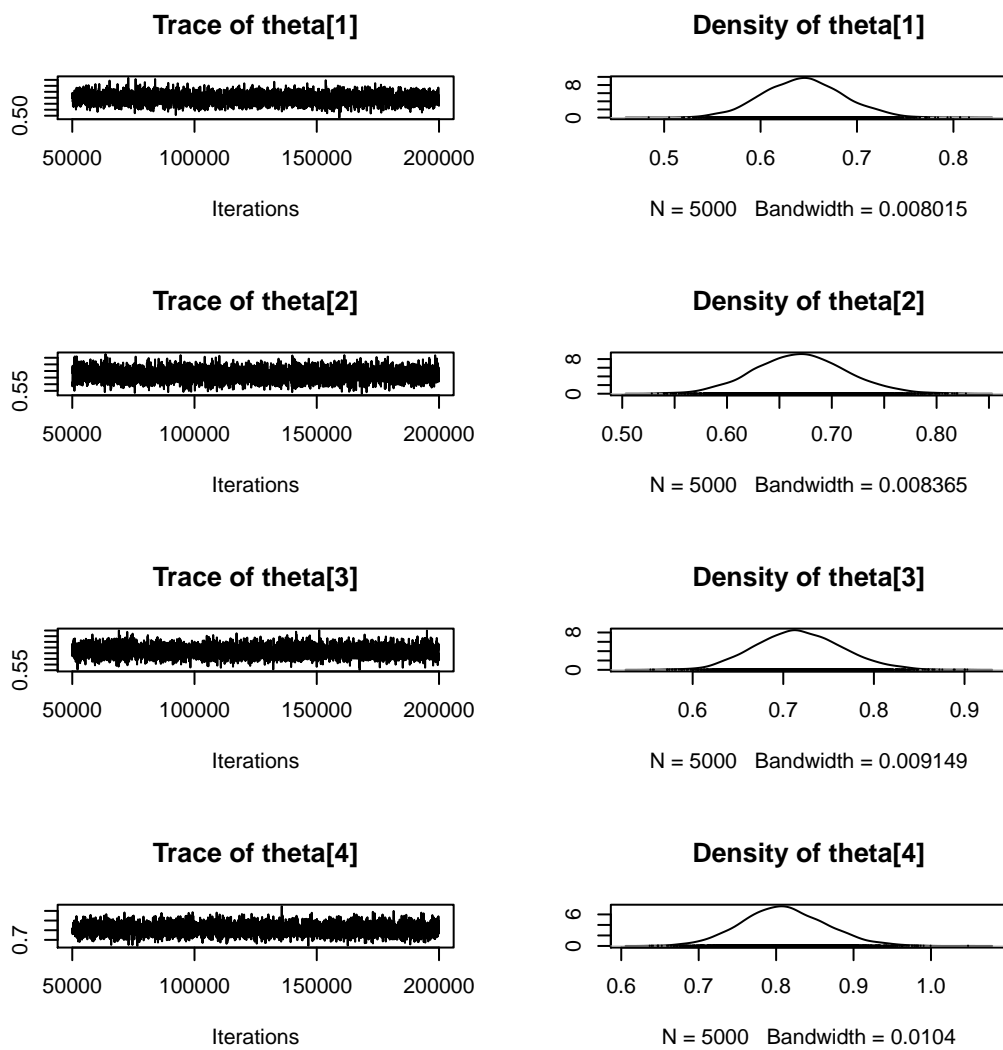 Trace of theta[1]
0.50
50000 100000 150000 200000
Iterations
Density of theta[1]
0 8
0.5 0.6 0.7 0.8
N = 5000 Bandwidth = 0.008015
Trace of theta[2]
0.55
50000 100000 150000 200000
Iterations
Density of theta[2]
0 8
0.50 0.60 0.70 0.80
N = 5000 Bandwidth = 0.008365
Trace of theta[3]
0.55
50000 100000 150000 200000
Iterations
Density of theta[3]
0 8
0.6 0.7 0.8 0.9
N = 5000 Bandwidth = 0.009149
Trace of theta[4]
0.7
50000 100000 150000 200000
Iterations
Density of theta[4]
0 6
0.6 0.7 0.8 0.9 1.0
N = 5000 Bandwidth = 0.0104